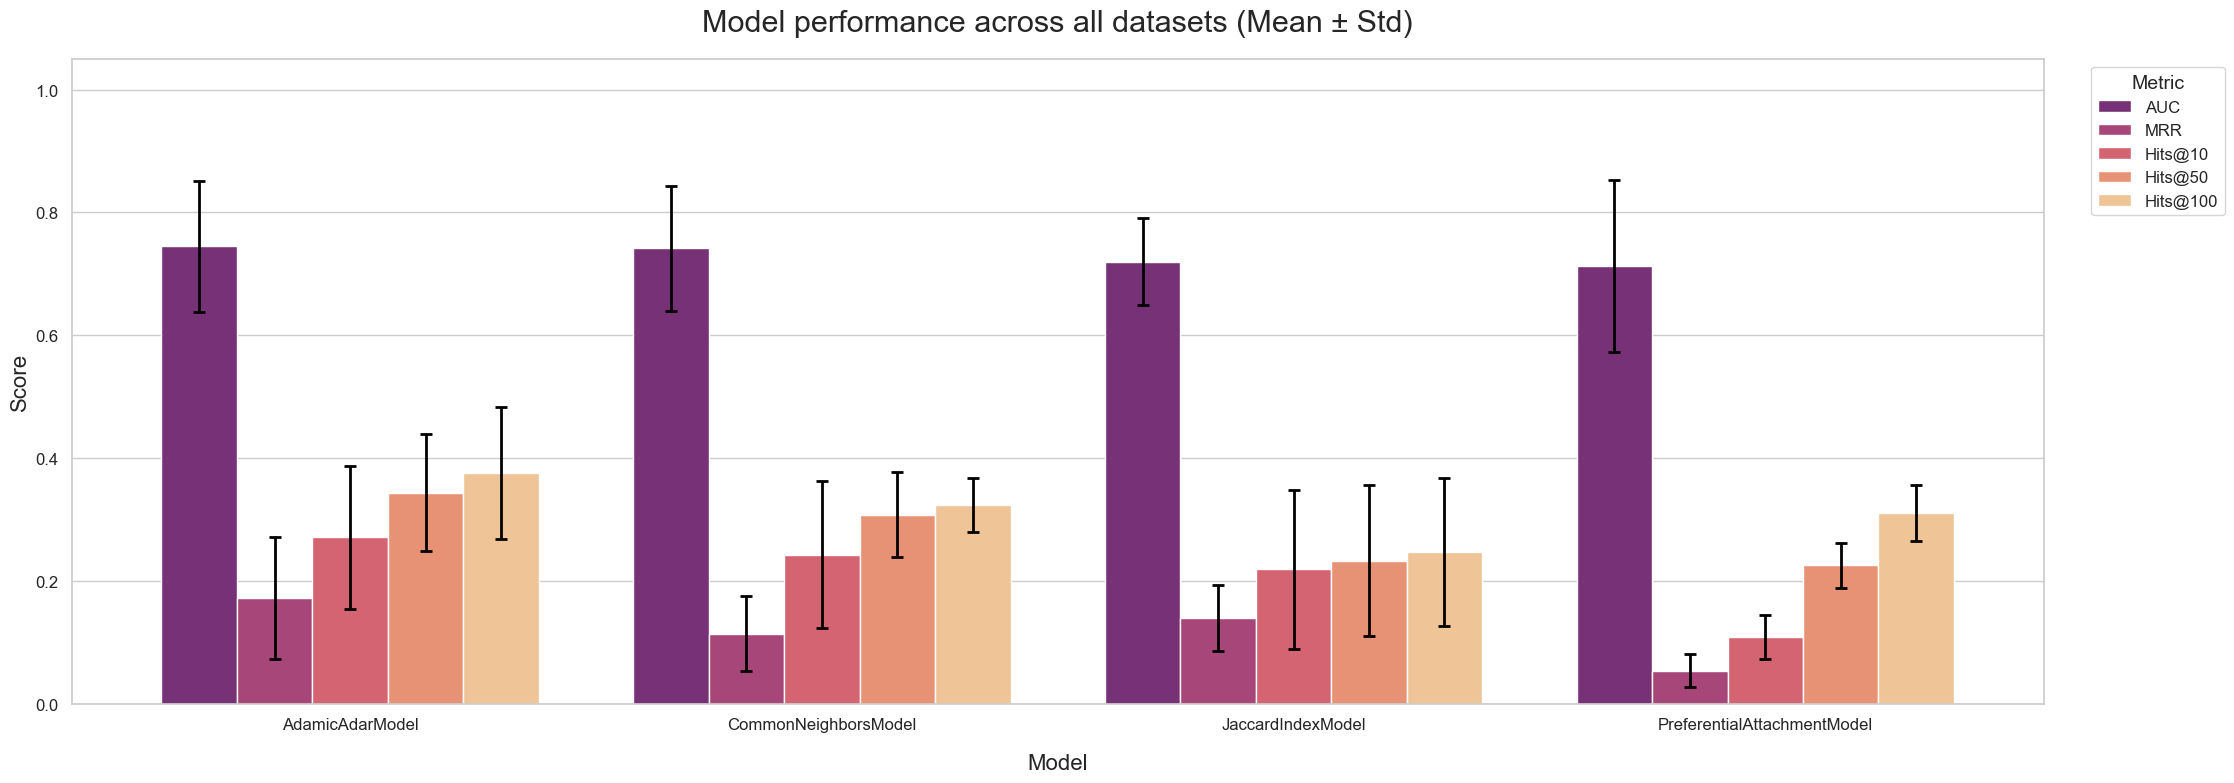 Model performance across all datasets (Mean ± Std)
Metric
AUC
MRR
Hits@10
Hits@50
Hits@100
Score
1.0
0.8
0.6
0.4
0.2
0.0
AdamicAdarModel
CommonNeighborsModel
JaccardIndexModel
PreferentialAttachmentModel
Model